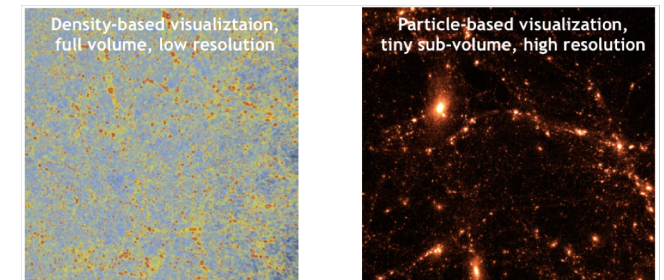 Density-based visualiztaion,
full volume, low resolution
Particle-based visualization,
tiny sub-volume, high resolution